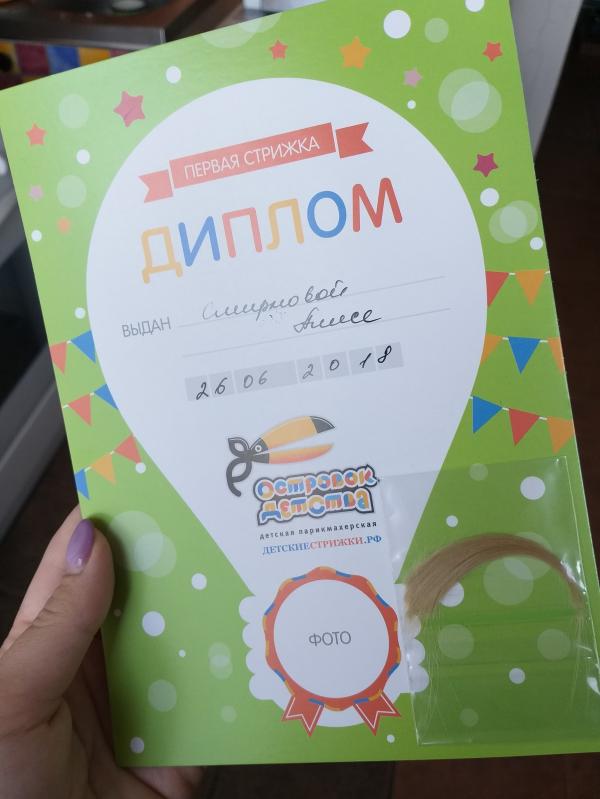 ПЕРВАЯ СТРИЖКА
ДИПЛОМ
ВЫДАН Смирновой
Алисе
26 06 2018
ОСТРОВОК
ДЕТСТВА
детская парикмахерская
ДЕТСКИЕСТРИЖКИ.РФ
ФОТО